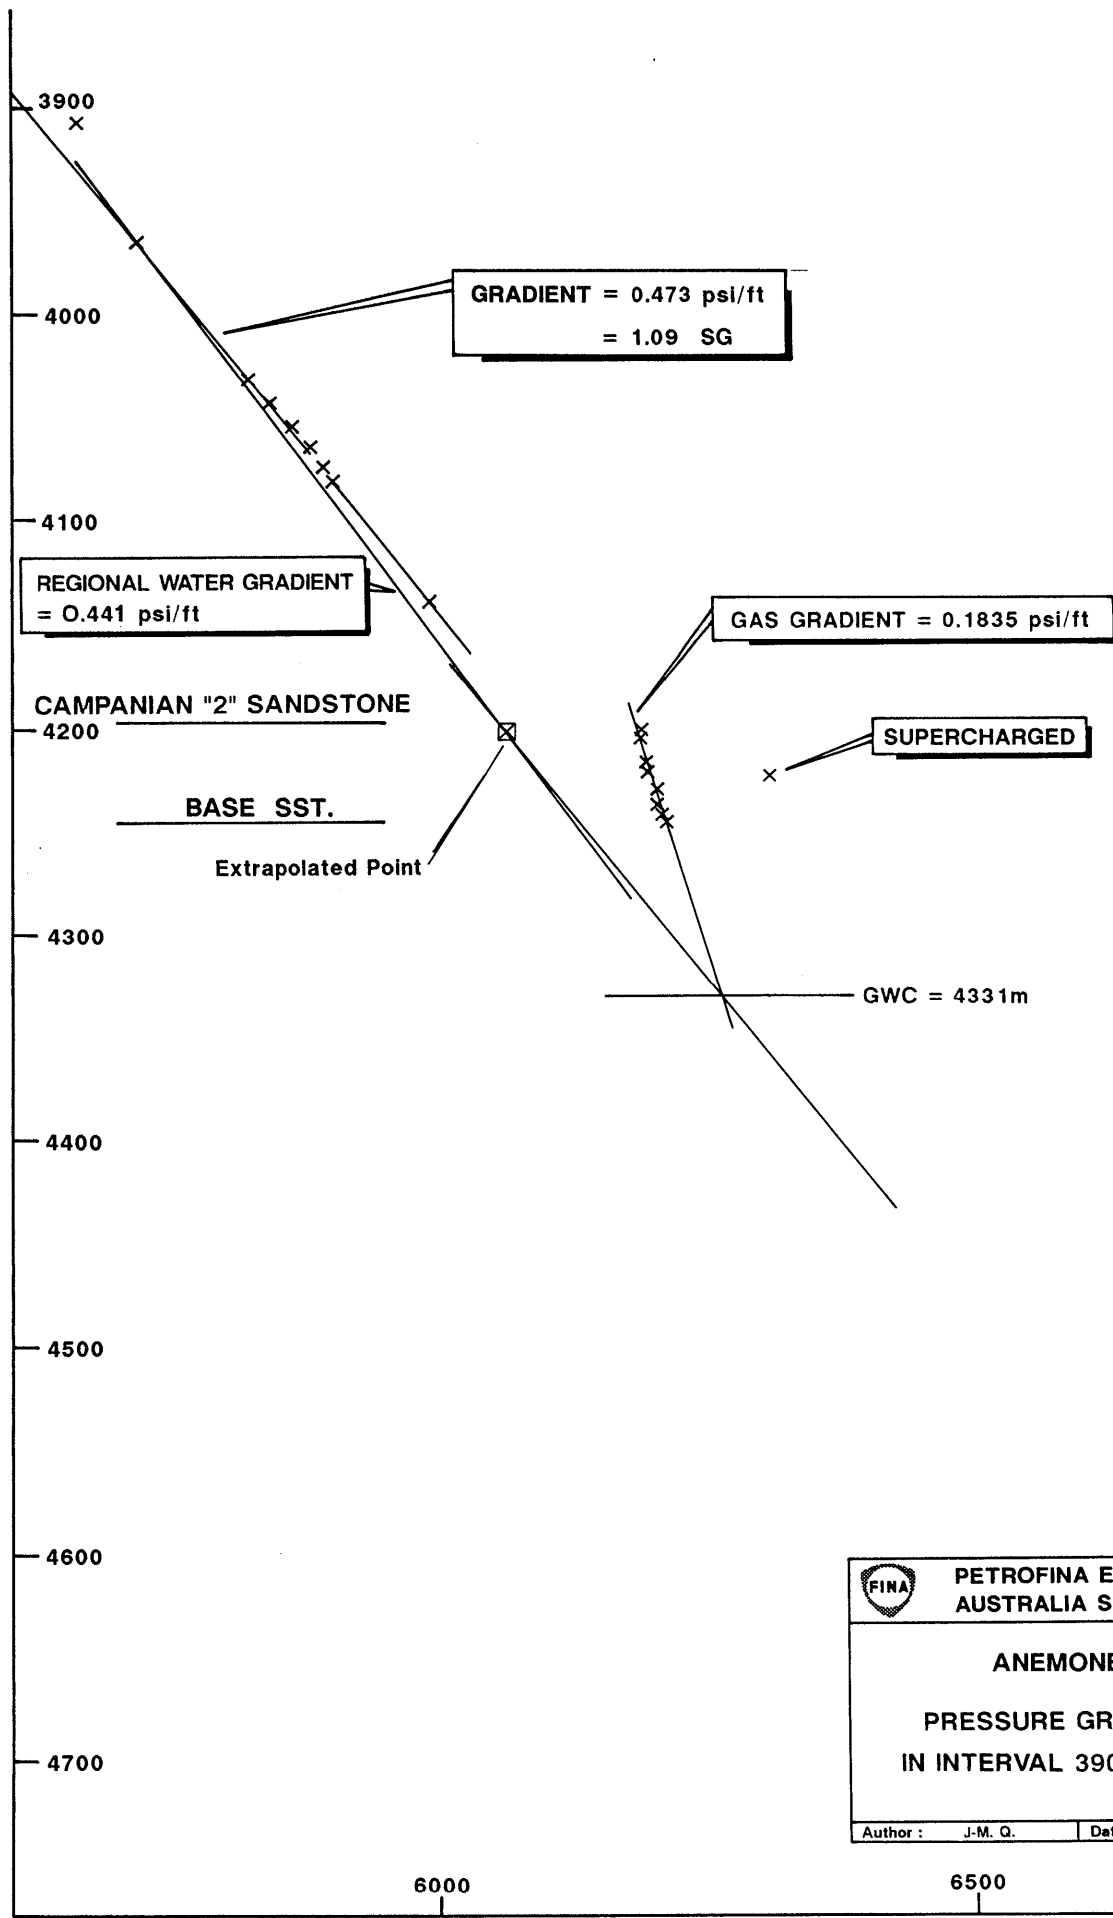 3900
GRADIENT = 0.473 psi/ft
= 1.09 SG
4000
4100
REGIONAL WATER GRADIENT
= 0.441 psi/ft
GAS GRADIENT = 0.1835 psi/ft
CAMPANIAN "2" SANDSTONE
4200
SUPERCHARGED
BASE SST.
Extrapolated Point
4300
GWC = 4331m
4400
4500
4600
FINA
PETROFINA E
AUSTRALIA S
ANEMONE
PRESSURE GR
IN INTERVAL 390
4700
Author : J-M. Q. Dat
6000
6500